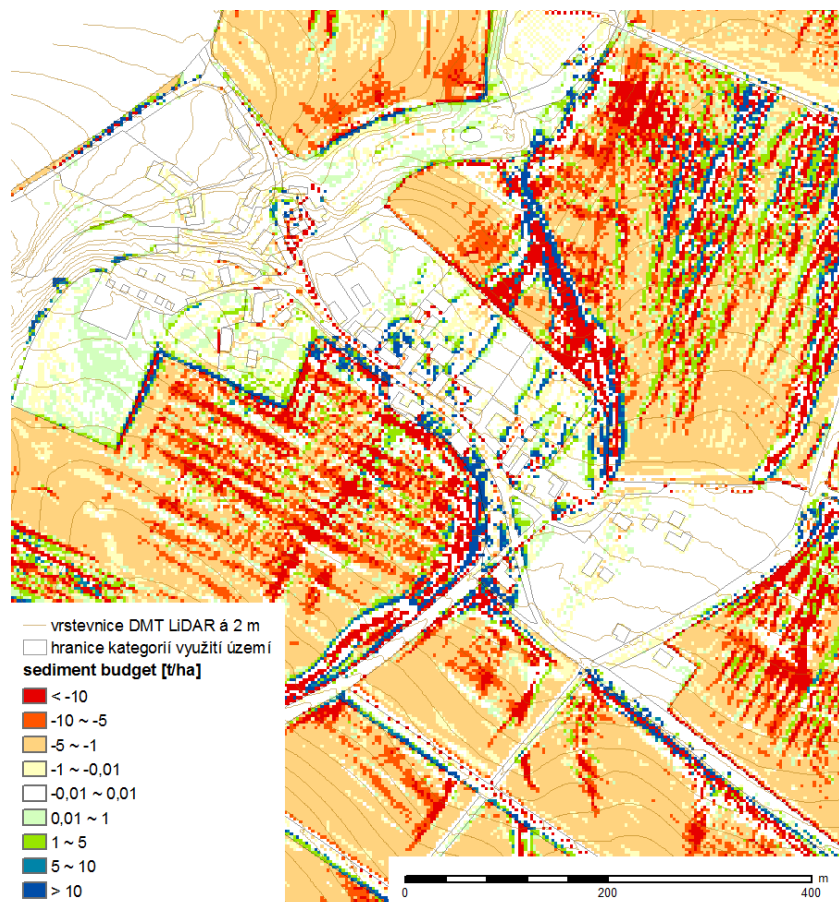 vrstevnice DMT LiDAR á 2 m
hranice kategorií využití území
sediment budget [t/ha]
< -10
-10 ~ -5
-5 ~ -1
-1 ~ -0,01
-0,01 ~ 0,01
0,01 ~ 1
1 ~ 5
5 ~ 10
> 10
m
0 200 400